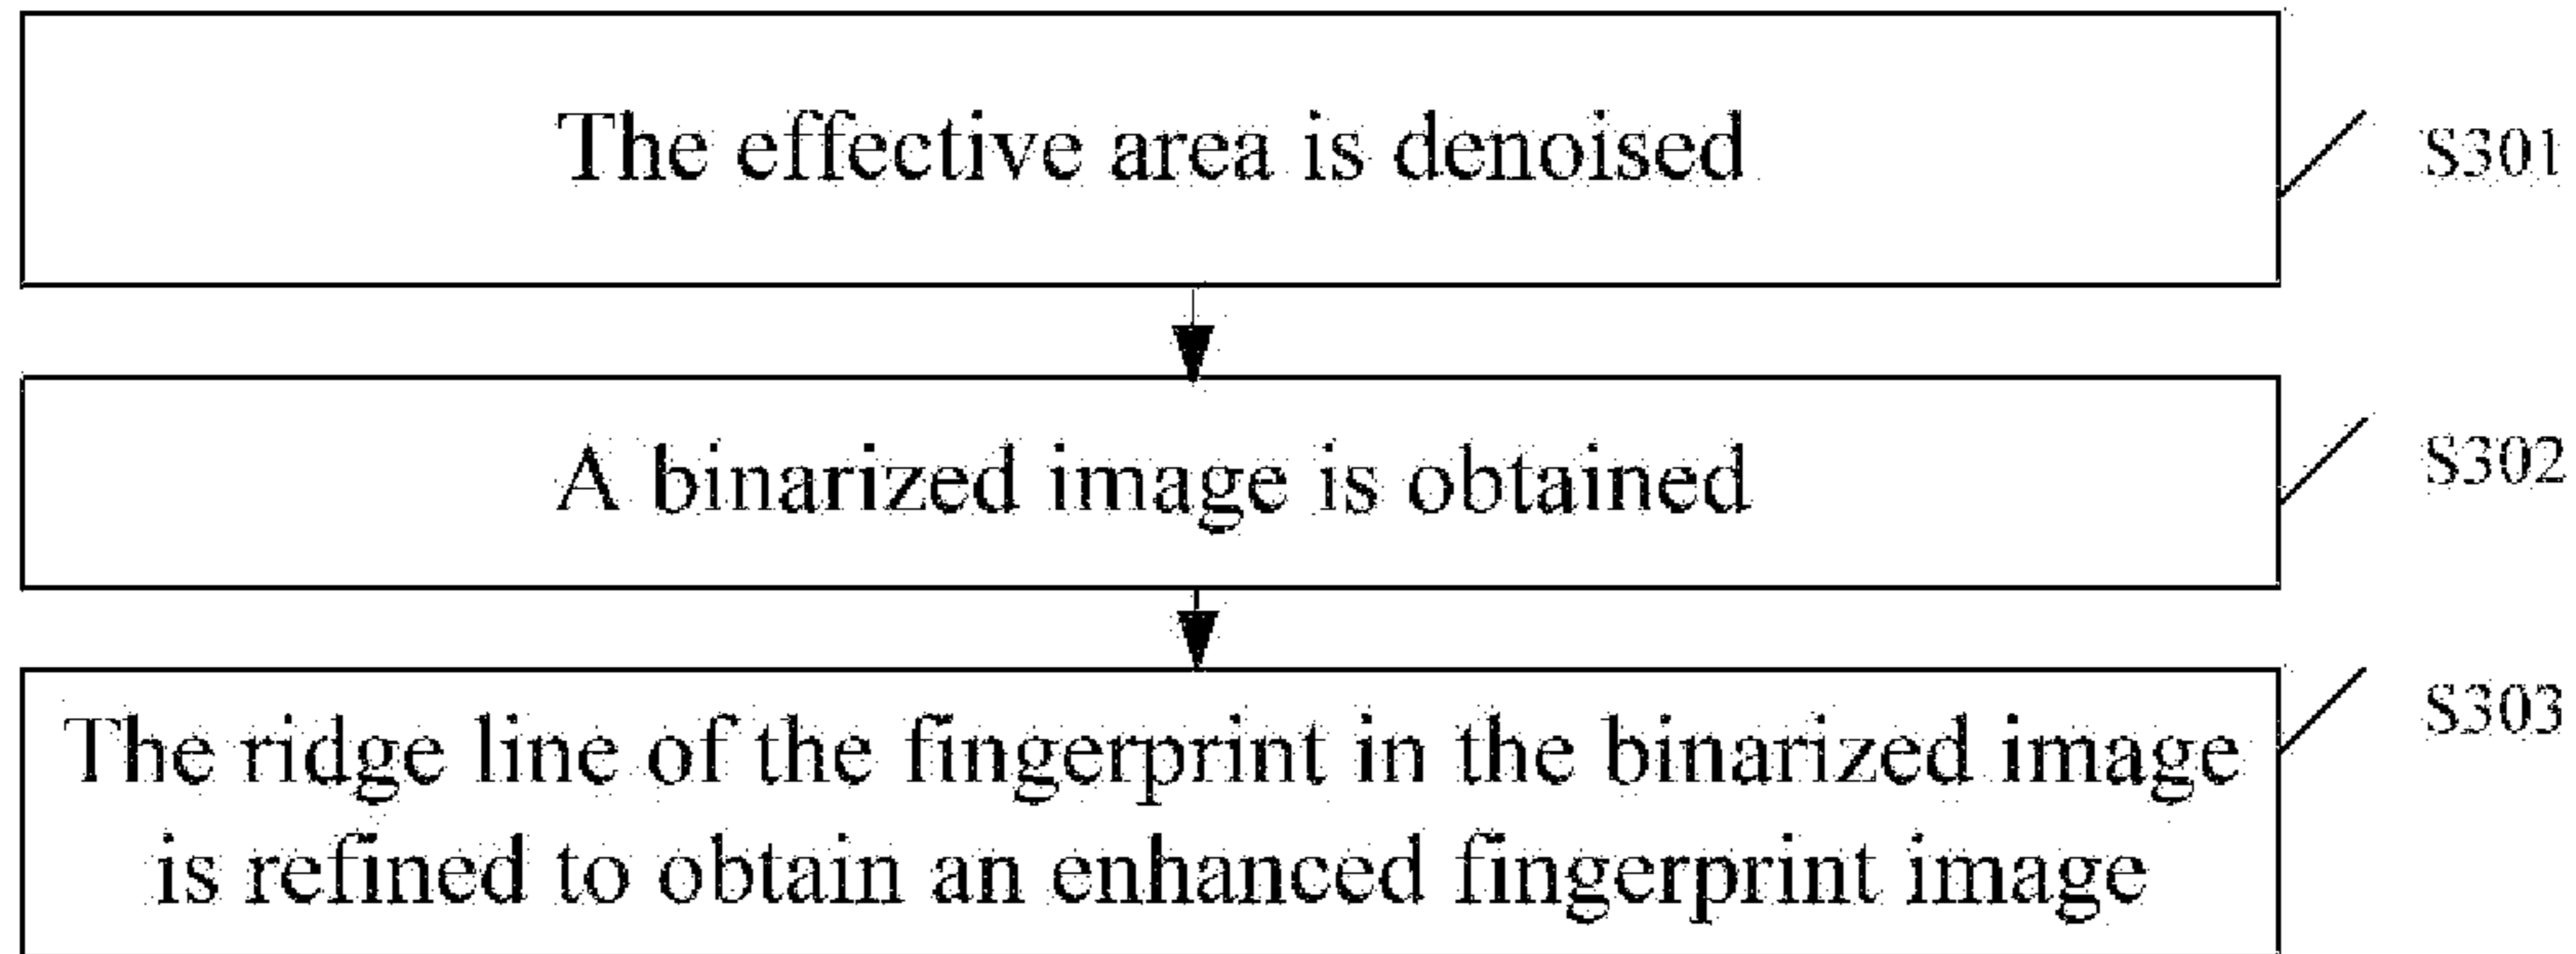 The effective area is denoised
S301
A binarized image is obtained
S302
The ridge line of the fingerprint in the binarized image
S303
is refined to obtain an enhanced fingerprint image